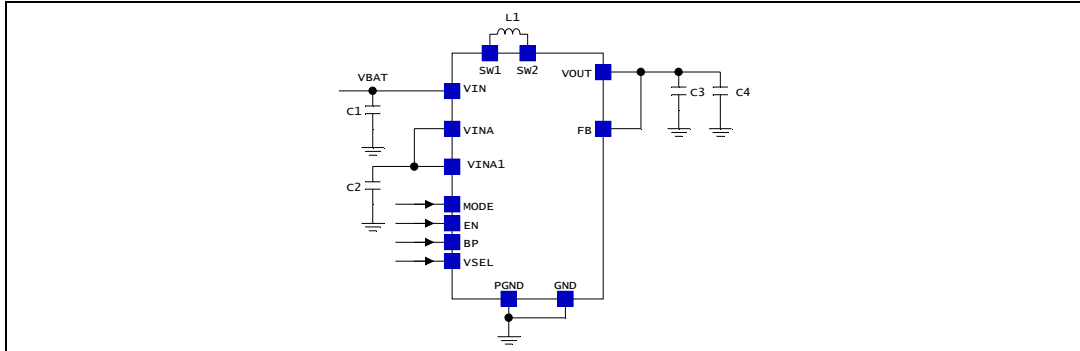 L1
SW1 SW2
VOUT
VBAT
VIN
C3 C4
C1
VINA
FB
VINA1
C2
MODE
EN
BP
VSEL
PGND GND